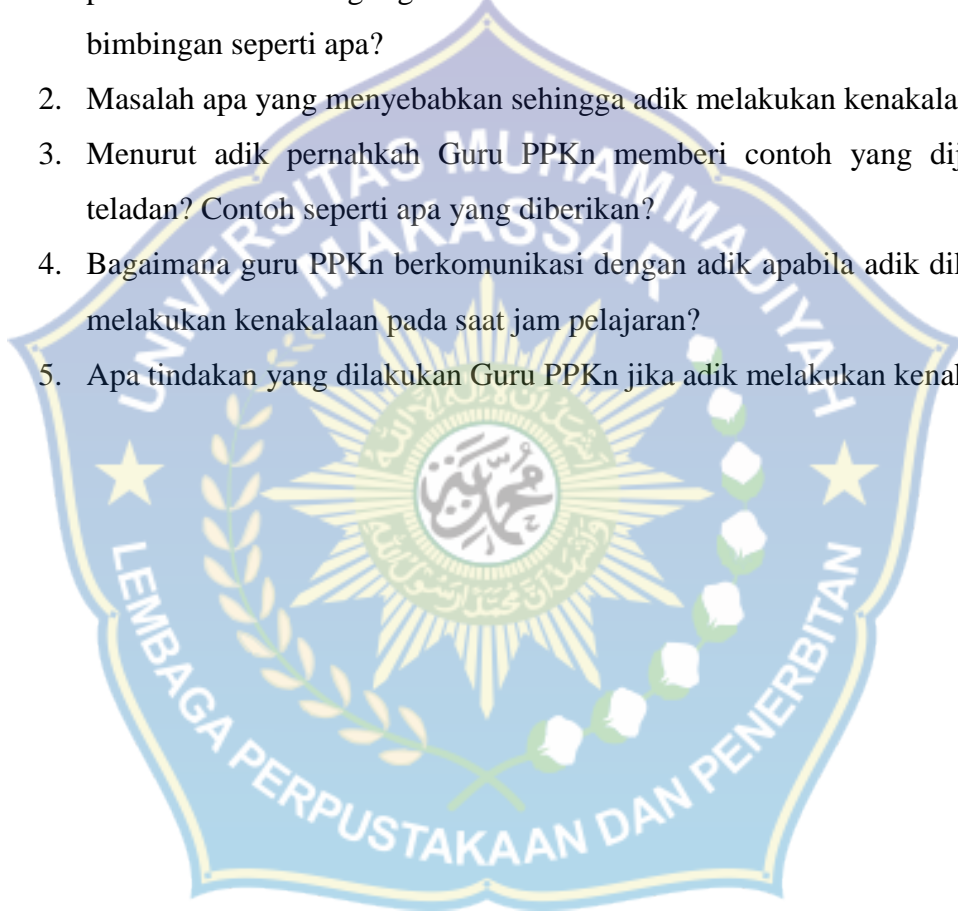 bimbingan seperti apa?
2. Masalah apa yang menyebabkan sehingga adik melakukan kenakala
3. Menurut adik pernahkah Guru PPKn memberi contoh yang dij
teladan? Contoh seperti apa yang diberikan?
4. Bagaimana guru PPKn berkomunikasi dengan adik apabila adik dil
melakukan kenakalaan pada saat jam pelajaran?
5. Apa tindakan yang dilakukan Guru PPKn jika adik melakukan kenal
UNIVERSITAS MUHAMMADIYAH
MAKASSAR
LEMBAGA PERPUSTAKAAN DAN PENERBITAN